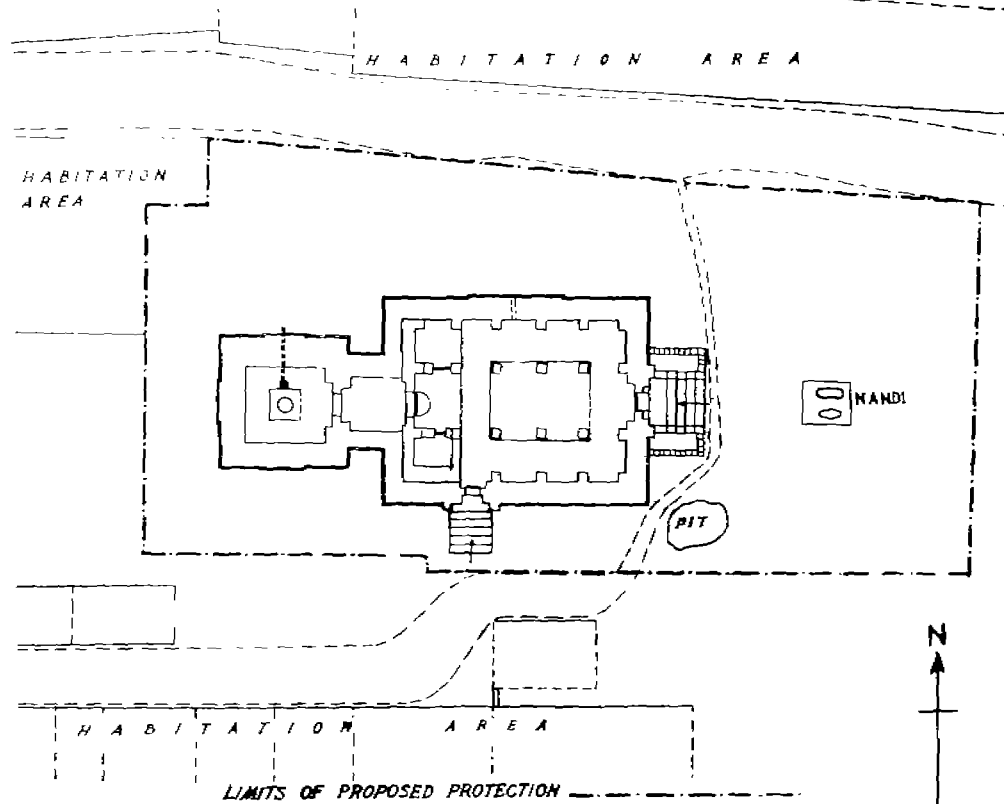 HABITATION AREA
HABITATION
AREA
NANDI
PIT
N
HABITATION AREA
LIMITS OF PROPOSED PROTECTION